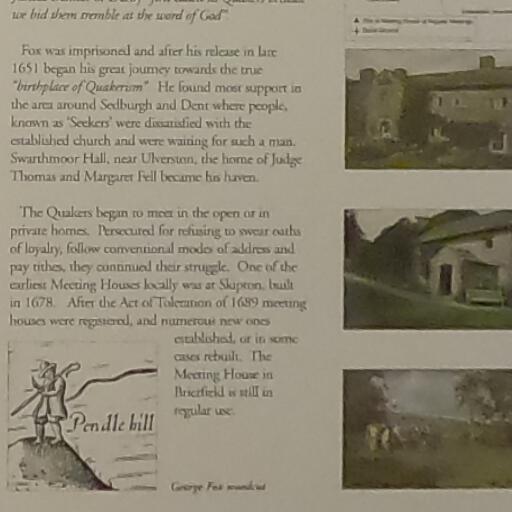 we bid them tremble at the word of God"
Fox was imprisoned and after his release in late
1651 began his great journey towards the true
"birthplace of Quakerism" He found most support in
the area around Sedburgh and Dent where people,
known as 'Seekers' were dissatisfied with the
established church and were waiting for such a man.
Swarthmoor Hall, near Ulverston, the home of Judge
Thomas and Margaret Fell became his haven.
The Quakers began to meet in the open or in
private homes. Persecuted for refusing to swear oaths
of loyalty, follow conventional modes of address and
pay tithes, they continued their struggle. One of the
earliest Meeting Houses locally was at Skipton, built
in 1678. After the Act of Toleration of 1689 meeting
houses were registered, and numerous new ones
established, or in some
cases rebuilt. The
Meeting House in
Brierfield is still in
regular use.
Pendle hill
George Fox woodcut